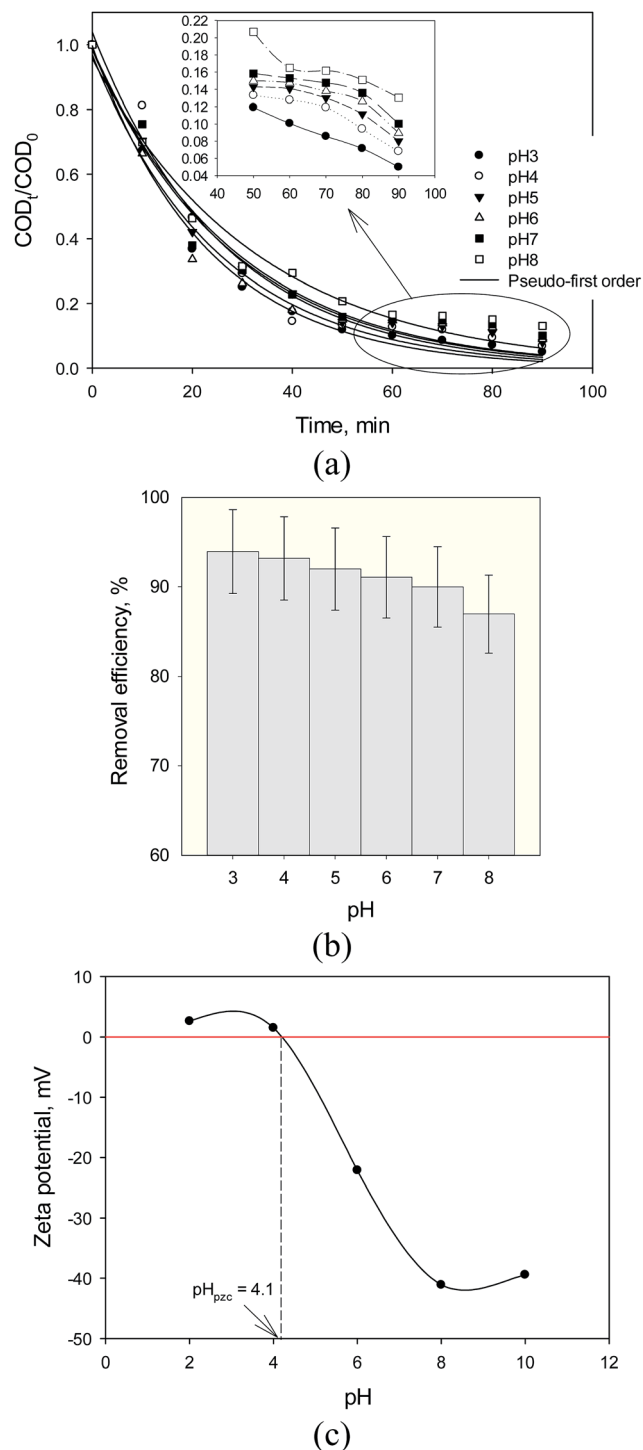 0.22
0.20
0.18
0.16
0.14
0.12
0.10
0.08
0.06
0.04
40 50 60 70 80 90 100
1.0
0.8
0.6
0.4
0.2
0.0
CODt/COD0
pH3
pH4
pH5
pH6
pH7
pH8
Pseudo-first order
0 20 40 60 80 100
Time, min
(a)
100
90
80
70
60
Removal efficiency, %
3 4 5 6 7 8
pH
(b)
10
0
-10
-20
-30
-40
-50
Zeta potential, mV
pHpzc = 4.1
0 2 4 6 8 10 12
pH
(c)